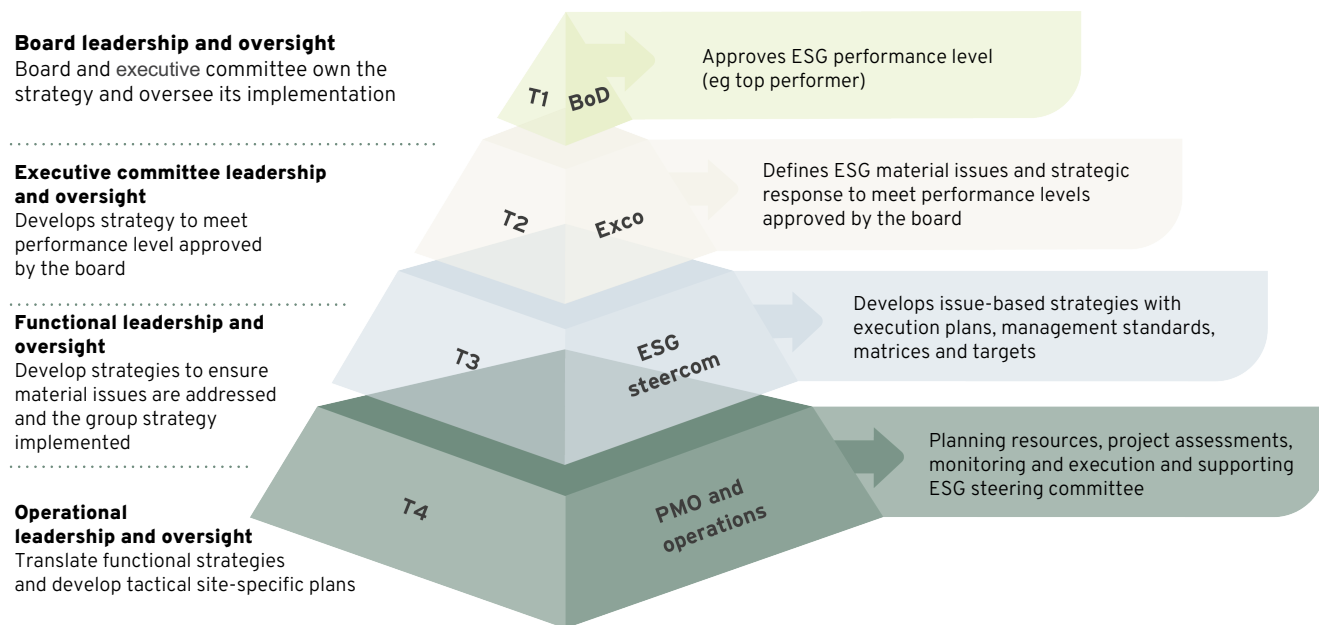 Board leadership and oversight
Board and executive committee own the
strategy and oversee its implementation
T1
BoD
Approves ESG performance level
(eg top performer)
Executive committee leadership
and oversight
Develops strategy to meet
performance level approved
by the board
T2
Exco
Defines ESG material issues and strategic
response to meet performance levels
approved by the board
Functional leadership and
oversight
Develop strategies to ensure
material issues are addressed
and the group strategy
implemented
T3
ESG
steercom
Develops issue-based strategies with
execution plans, management standards,
matrices and targets
Operational
leadership and oversight
Translate functional strategies
and develop tactical site-specific plans
T4
PMO and
operations
Planning resources, project assessments,
monitoring and execution and supporting
ESG steering committee